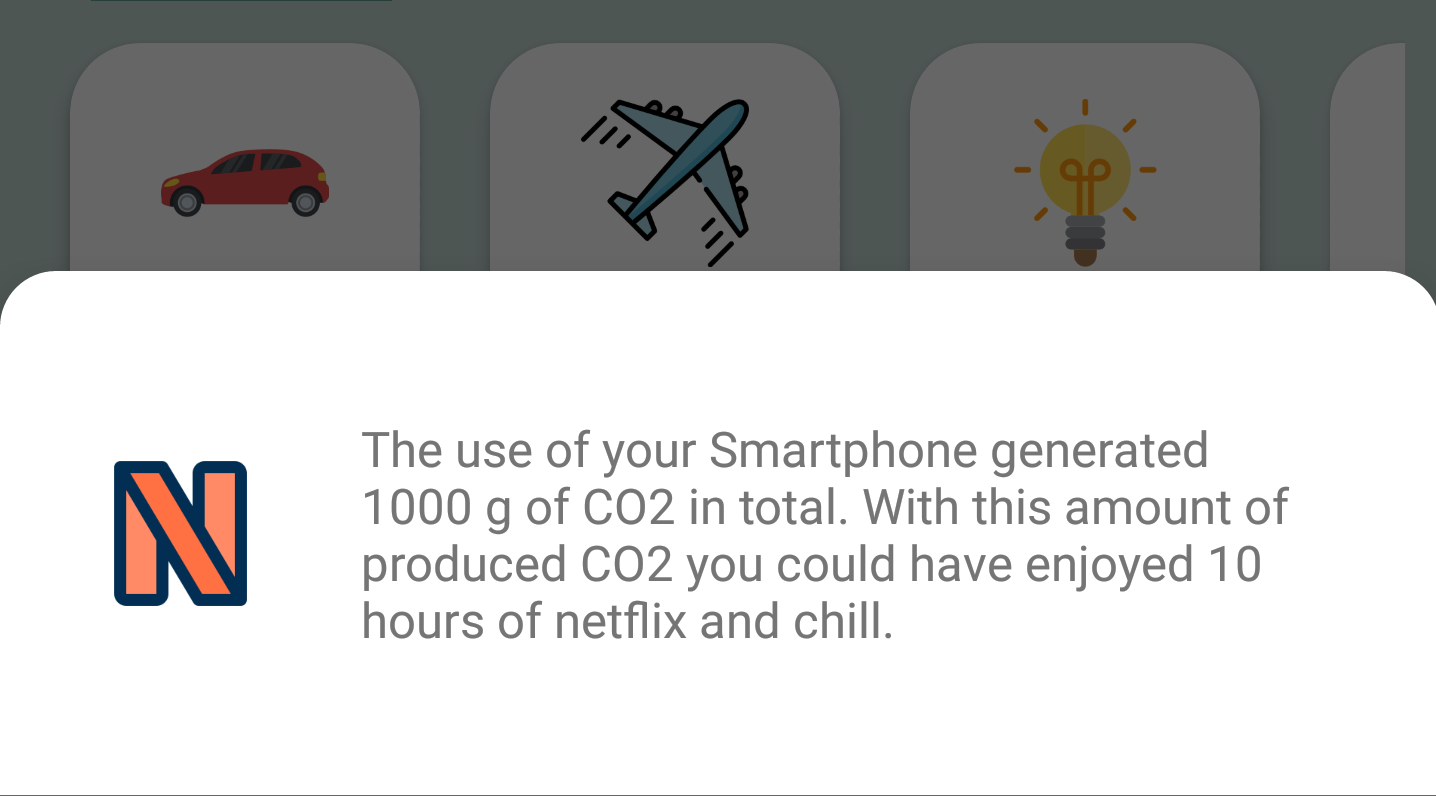 The use of your Smartphone generated
1000 g of CO2 in total. With this amount of
produced CO2 you could have enjoyed 10
hours of netflix and chill.